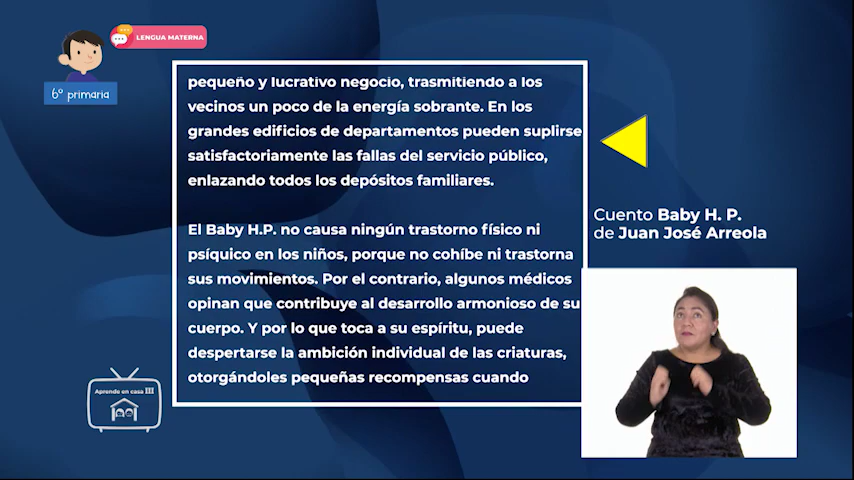 LENGUA MATERNA
6° primaria
pequeño y lucrativo negocio, trasmitiendo a los
vecinos un poco de la energía sobrante. En los
grandes edificios de departamentos pueden suplirse
satisfactoriamente las fallas del servicio público,
enlazando todos los depósitos familiares.
El Baby H.P. no causa ningún trastorno físico ni
psíquico en los niños, porque no cohíbe ni trastorna
sus movimientos. Por el contrario, algunos médicos
opinan que contribuye al desarrollo armonioso de su
cuerpo. Y por lo que toca a su espíritu, puede
despertarse la ambición individual de las criaturas,
otorgándoles pequeñas recompensas cuando
Cuento Baby H. P.
de Juan José Arreola
Aprende en casa III